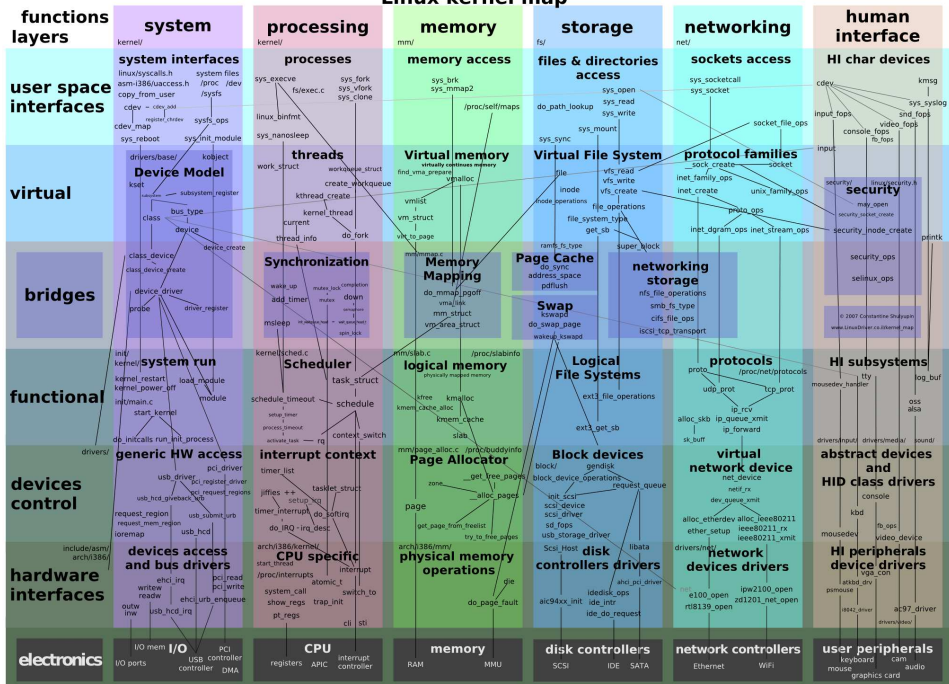 Linux kernel map
functions
layers
system
processing
memory
storage
networking
human
interface
kernel/
kernel/
mm/
fs/
net/
user space
interfaces
system interfaces
linux/syscalls.h
system files
asm-i386/uaccess.h
/proc /dev
copy_from_user
/sysfs
cdev
cdev_add
register_chrdev
cdev_map
sysfs_ops
sys_reboot
sys_init_module
processes
sys_execve
sys_fork
sys_vfork
sys_clone
fs/exec.c
linux_binfmt
sys_nanosleep
memory access
sys_brk
sys_mmap2
/proc/self/maps
files & directories
access
sys_open
sys_read
do_path_lookup
sys_write
sys_mount
sys_sync
sockets access
sys_socketcall
sys_socket
socket_file_ops
HI char devices
cdev
kmsg
sys_syslog
input_fops
snd_fops
video_fops
console_fops
fb_fops
input
virtual
drivers/base/
kobject
Device Model
kset
subsystem_register
class
bus_type
device
device_create
threads
work_struct
workqueue_struct
create_workqueue
kthread_create
kernel_thread
current
do_fork
thread_info
Virtual memory
virtually continues memory
find_vma_prepare
vmalloc
vmlist
vm_struct
virt_to_page
Virtual File System
file
vfs_read
vfs_write
inode
vfs_create
inode_operations
file_operations
file_system_type
get_sb
ramfs_fs_type
super_block
protocol families
sock_create
socket
inet_family_ops
inet_create
unix_family_ops
proto_ops
inet_dgram_ops
inet_stream_ops
security/
linux/security.h
security
may_open
security_socket_create
security_inode_create
security_ops
selinux_ops
printk
bridges
class_device
class_device_create
device_driver
probe
driver_register
Synchronization
wake_up
mutex_lock
completion
add_timer
mutex
down
msleep
spin_lock
mm/mmap.c
Memory
Mapping
do_mmap_pgoff
vma_link
mm_struct
vm_area_struct
Page Cache
do_sync
address_space
pdflush
Swap
kswapd
do_swap_page
wakeup_kswapd
networking
storage
nfs_file_operations
smb_fs_type
cifs_file_ops
iscsi_tcp_transport
© 2007 Constantine Shulyupin
www.LinuxDriver.co.il/kernel_map
functional
init/
kernel/
system run
kernel_restart
kernel_power_off
load_module
module
init/main.c
start_kernel
do_initcalls
run_init_process
kernel/sched.c
Scheduler
task_struct
schedule_timeout
schedule
setup_timer
process_timeout
activate_task
rq
context_switch
mm/slab.c
/proc/slabinfo
logical memory
physically mapped memory
kfree
kmalloc
kmem_cache_alloc
kmem_cache
slab
Logical
File Systems
ext3_file_operations
ext3_get_sb
protocols
proto
/proc/net/protocols
udp_prot
tcp_prot
ip_rcv
alloc_skb
ip_queue_xmit
ip_forward
sk_buff
HI subsystems
tty
mousedev_handler
log_buf
oss
alsa
devices
control
drivers/
generic HW access
pci_driver
usb_driver
pci_register_driver
pci_request_regions
usb_hcd_giveback_urb
request_region
usb_submit_urb
request_mem_region
ioremap
usb_hcd
interrupt context
timer_list
jiffies ++
tasklet_struct
setup_irq
timer_interrupt
do_softirq
do_IRQ
irq_desc
mm/page_alloc.c
/proc/buddyinfo
Page Allocator
__get_free_pages
zone
alloc_pages
page
get_page_from_freelist
try_to_free_pages
Block devices
block/
gendisk
block_device_operations
request_queue
init_scsi
scsi_device
scsi_driver
sd_fops
usb_storage_driver
virtual
network device
net_device
netif_rx
dev_queue_xmit
alloc_etherdev
alloc_ieee80211
ether_setup
ieee80211_rx
ieee80211_xmit
drivers/input/
drivers/media/
sound/
abstract devices
and
HID class drivers
console
kbd
fb_ops
mousedev
video_device
hardware
interfaces
include/asm/
arch/i386/
devices access
and bus drivers
ehci_irq
pci_read
pci_write
writew
readw
ehci_urb_enqueue
outw
inw
usb_hcd_irq
arch/i386/kernel/
CPU specific
start_thread
interrupt
/proc/interrupts
atomic_t
system_call
switch_to
show_regs
trap_init
pt_regs
cli
sti
arch/i386/mm/
physical memory
operations
die
do_page_fault
Scsi_Host
libata
disk
controllers drivers
ahci_pci_driver
idedisk_ops
aic94xx_init
ide_intr
ide_do_request
drivers/net/
network
devices drivers
ipw2100_open
e100_open
zd1201_net_open
rtl8139_open
HI peripherals
device drivers
vga_con
atkbd_drv
psmouse
i8042_driver
ac97_driver
drivers/video/
electronics
I/O
I/O mem
I/O ports
USB
controller
PCI
controller
DMA
CPU
registers
APIC
interrupt
controller
memory
RAM
MMU
disk controllers
SCSI
IDE
SATA
network controllers
Ethernet
WiFi
user peripherals
keyboard
cam
mouse
audio
graphics card